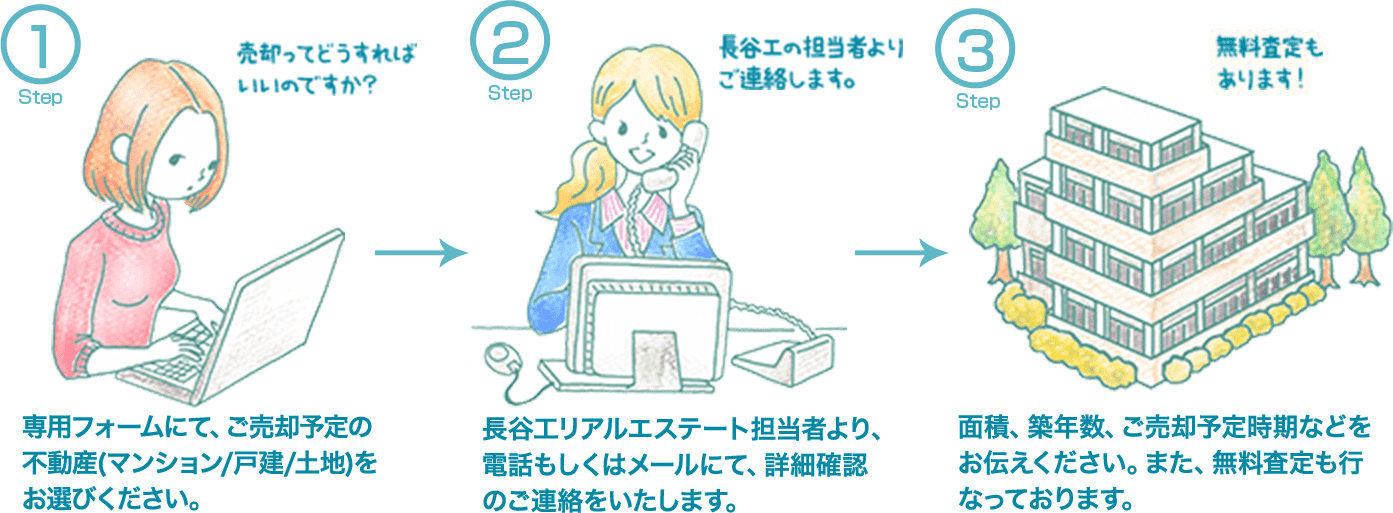 1
Step
売却ってどうすれば
いいのですか？
専用フォームにて、ご売却予定の
不動産(マンション/戸建/土地)を
お選びください。
2
Step
長谷工の担当者より
ご連絡します。
長谷工リアルエステート担当者より、
電話もしくはメールにて、詳細確認
のご連絡をいたします。
3
Step
無料査定も
あります！
面積、築年数、ご売却予定時期などを
お伝えください。また、無料査定も行
なっております。